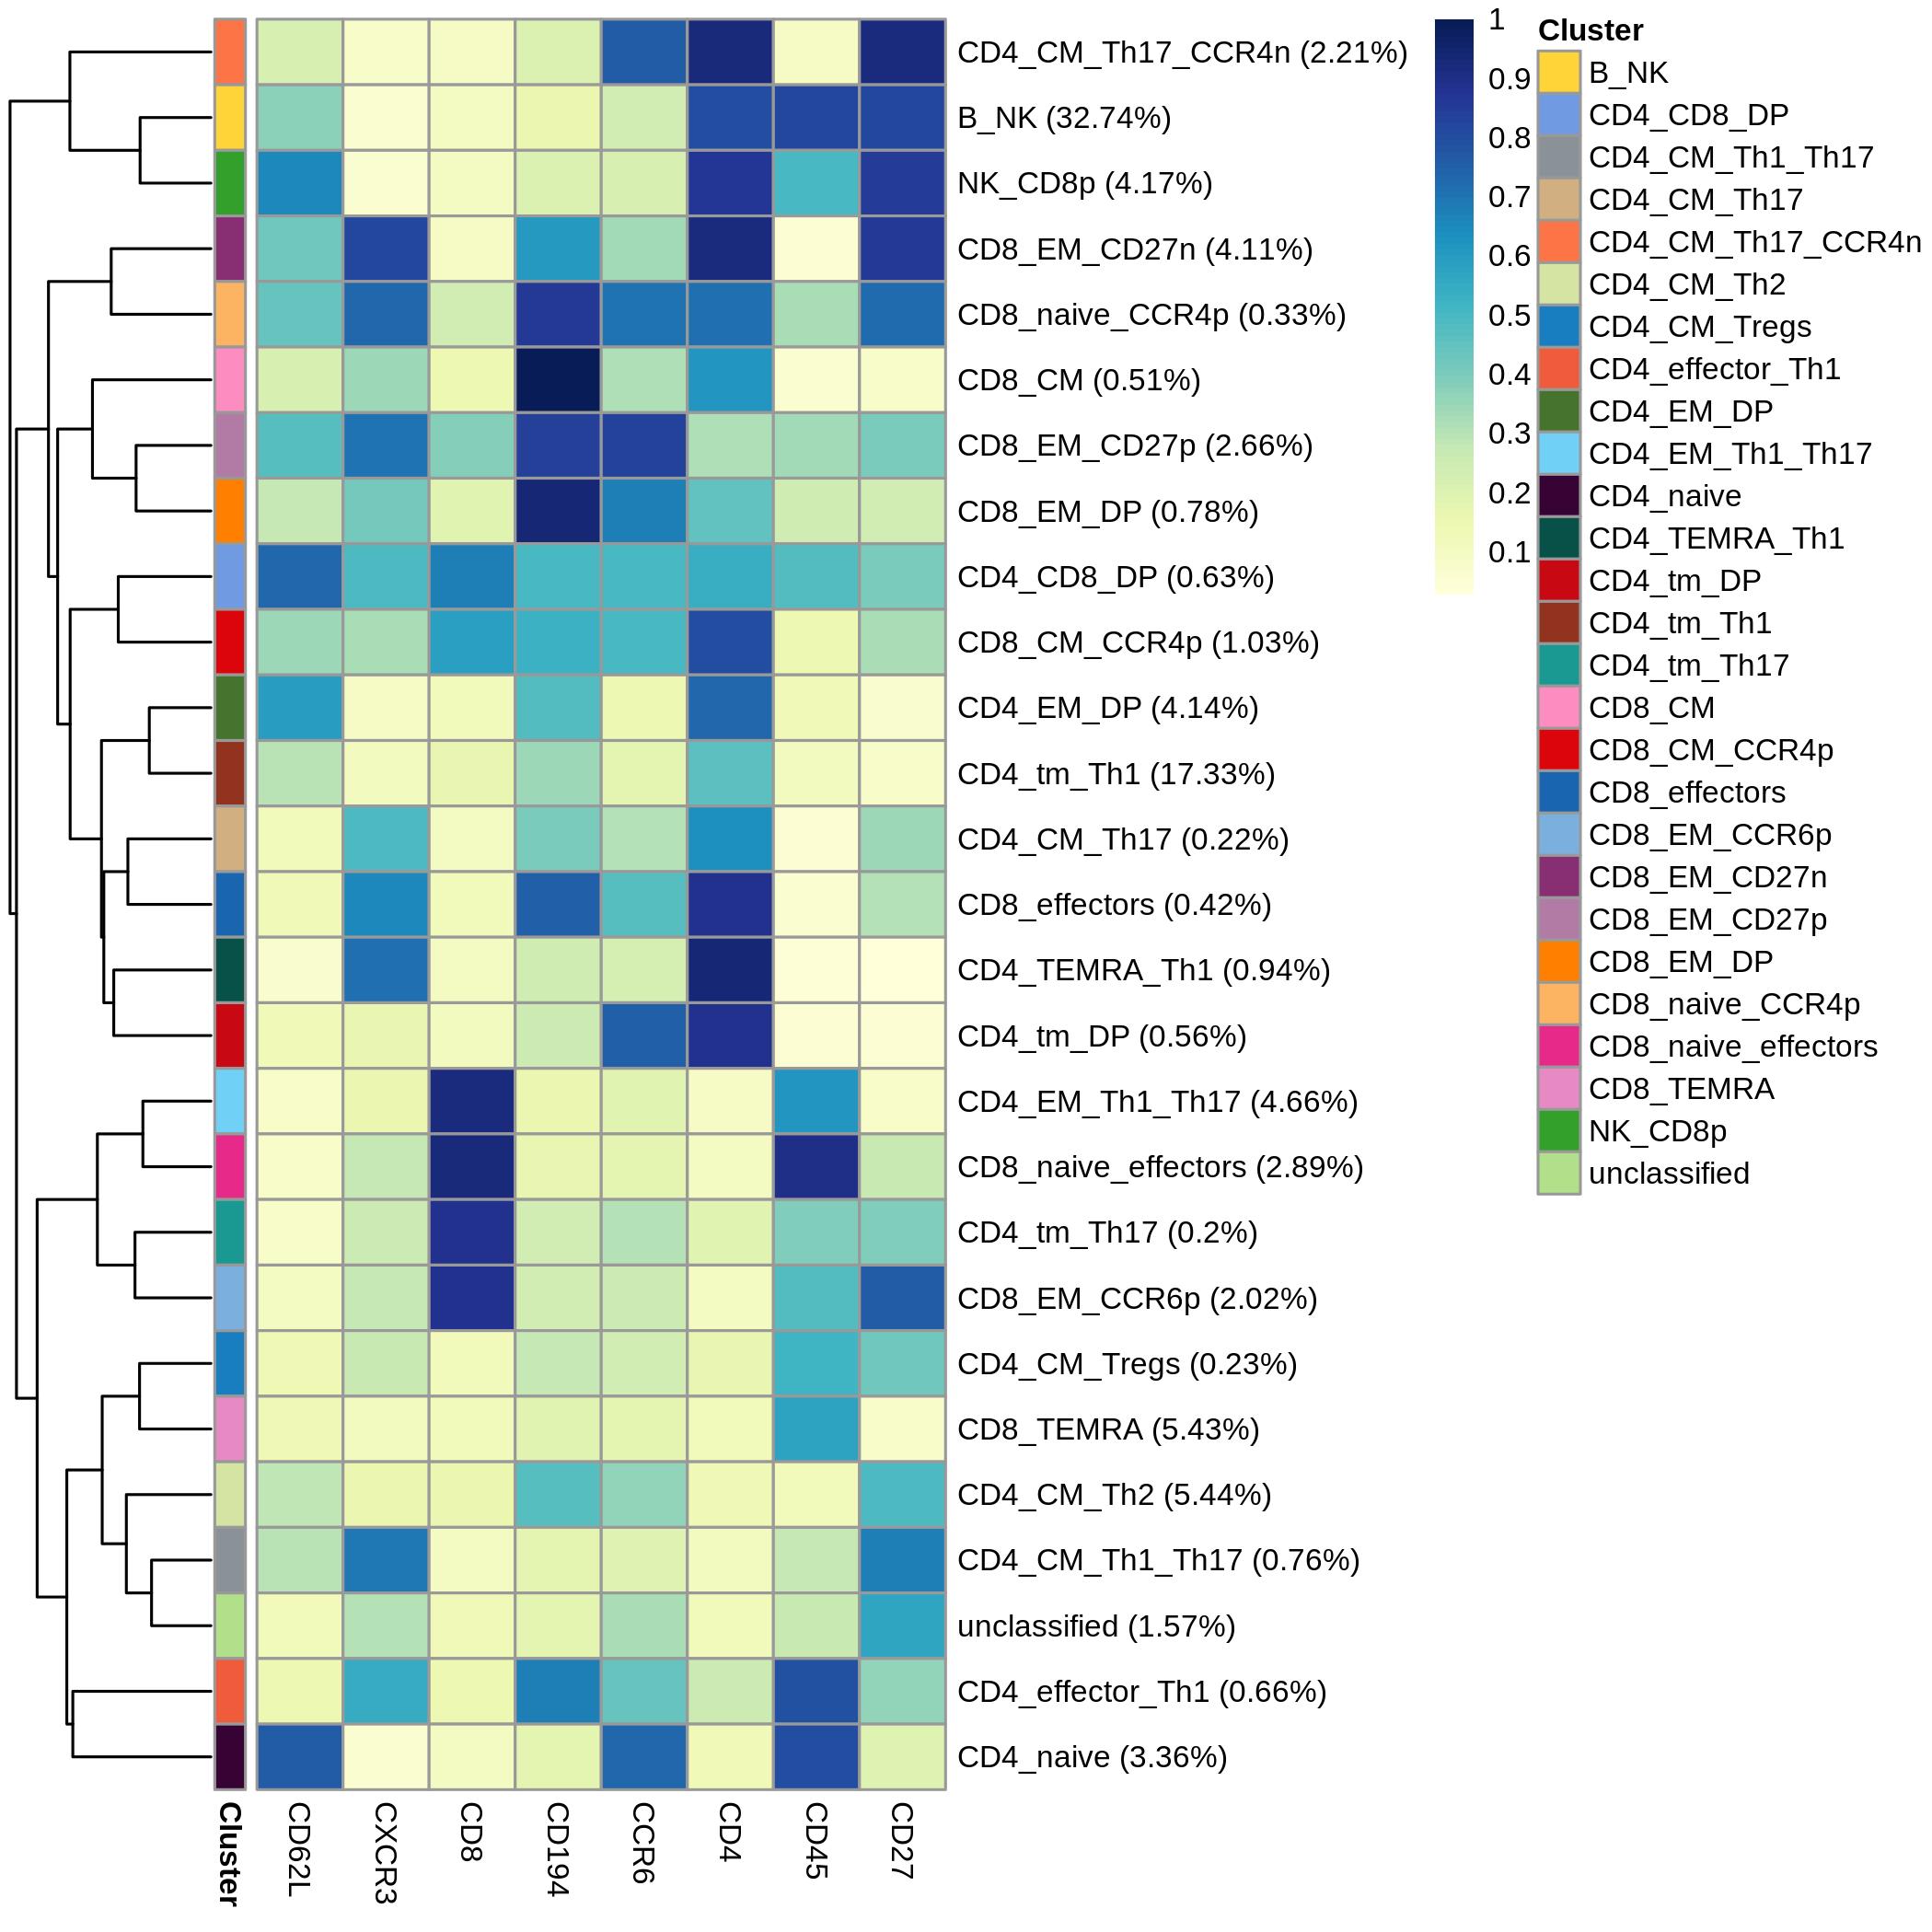 CD4_CM_Th17_CCR4n (2.21%)
B_NK (32.74%)
NK_CD8p (4.17%)
CD8_EM_CD27n (4.11%)
CD8_naive_CCR4p (0.33%)
CD8_CM (0.51%)
CD8_EM_CD27p (2.66%)
CD8_EM_DP (0.78%)
CD4_CD8_DP (0.63%)
CD8_CM_CCR4p (1.03%)
CD4_EM_DP (4.14%)
CD4_tm_Th1 (17.33%)
CD4_CM_Th17 (0.22%)
CD8_effectors (0.42%)
CD4_TEMRA_Th1 (0.94%)
CD4_tm_DP (0.56%)
CD4_EM_Th1_Th17 (4.66%)
CD8_naive_effectors (2.89%)
CD4_tm_Th17 (0.2%)
CD8_EM_CCR6p (2.02%)
CD4_CM_Tregs (0.23%)
CD8_TEMRA (5.43%)
CD4_CM_Th2 (5.44%)
CD4_CM_Th1_Th17 (0.76%)
unclassified (1.57%)
CD4_effector_Th1 (0.66%)
CD4_naive (3.36%)
Cluster
CD62L
CXCR3
CD8
CD194
CCR6
CD4
CD45
CD27
1
0.9
0.8
0.7
0.6
0.5
0.4
0.3
0.2
0.1
Cluster
B_NK
CD4_CD8_DP
CD4_CM_Th1_Th17
CD4_CM_Th17
CD4_CM_Th17_CCR4n
CD4_CM_Th2
CD4_CM_Tregs
CD4_effector_Th1
CD4_EM_DP
CD4_EM_Th1_Th17
CD4_naive
CD4_TEMRA_Th1
CD4_tm_DP
CD4_tm_Th1
CD4_tm_Th17
CD8_CM
CD8_CM_CCR4p
CD8_effectors
CD8_EM_CCR6p
CD8_EM_CD27n
CD8_EM_CD27p
CD8_EM_DP
CD8_naive_CCR4p
CD8_naive_effectors
CD8_TEMRA
NK_CD8p
unclassified